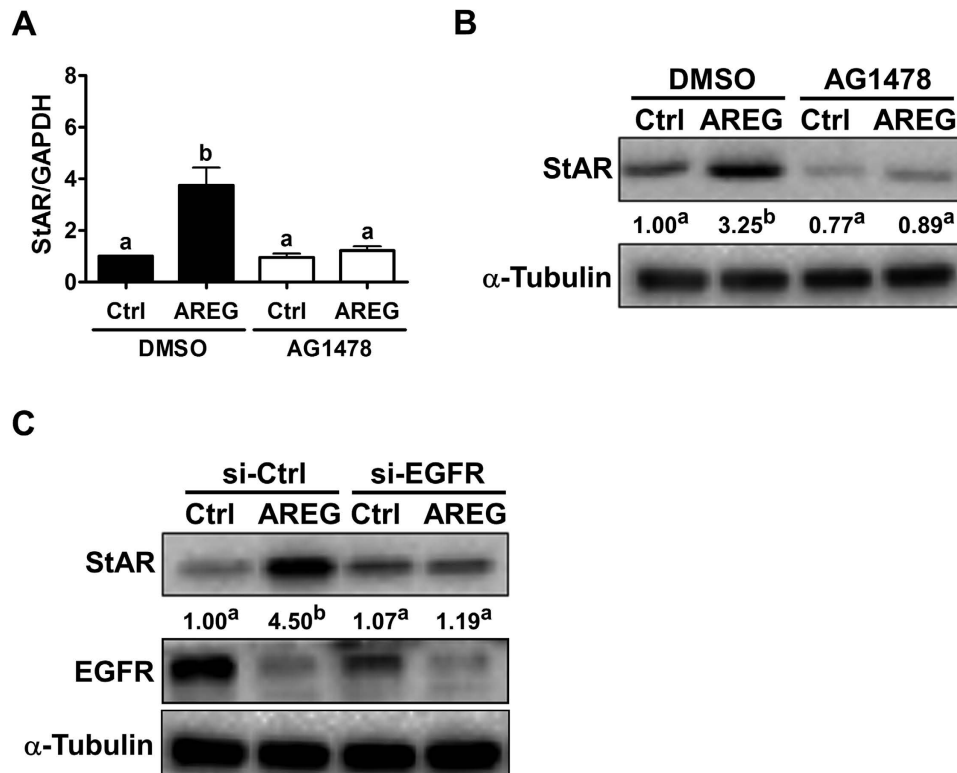 A
StAR/GAPDH
8
6
4
2
0
a
b
a
a
Ctrl AREG Ctrl AREG
DMSO AG1478
B
DMSO AG1478
Ctrl AREG Ctrl AREG
StAR
1.00a 3.25b 0.77a 0.89a
α-Tubulin
C
si-Ctrl si-EGFR
Ctrl AREG Ctrl AREG
StAR
1.00a 4.50b 1.07a 1.19a
EGFR
α-Tubulin